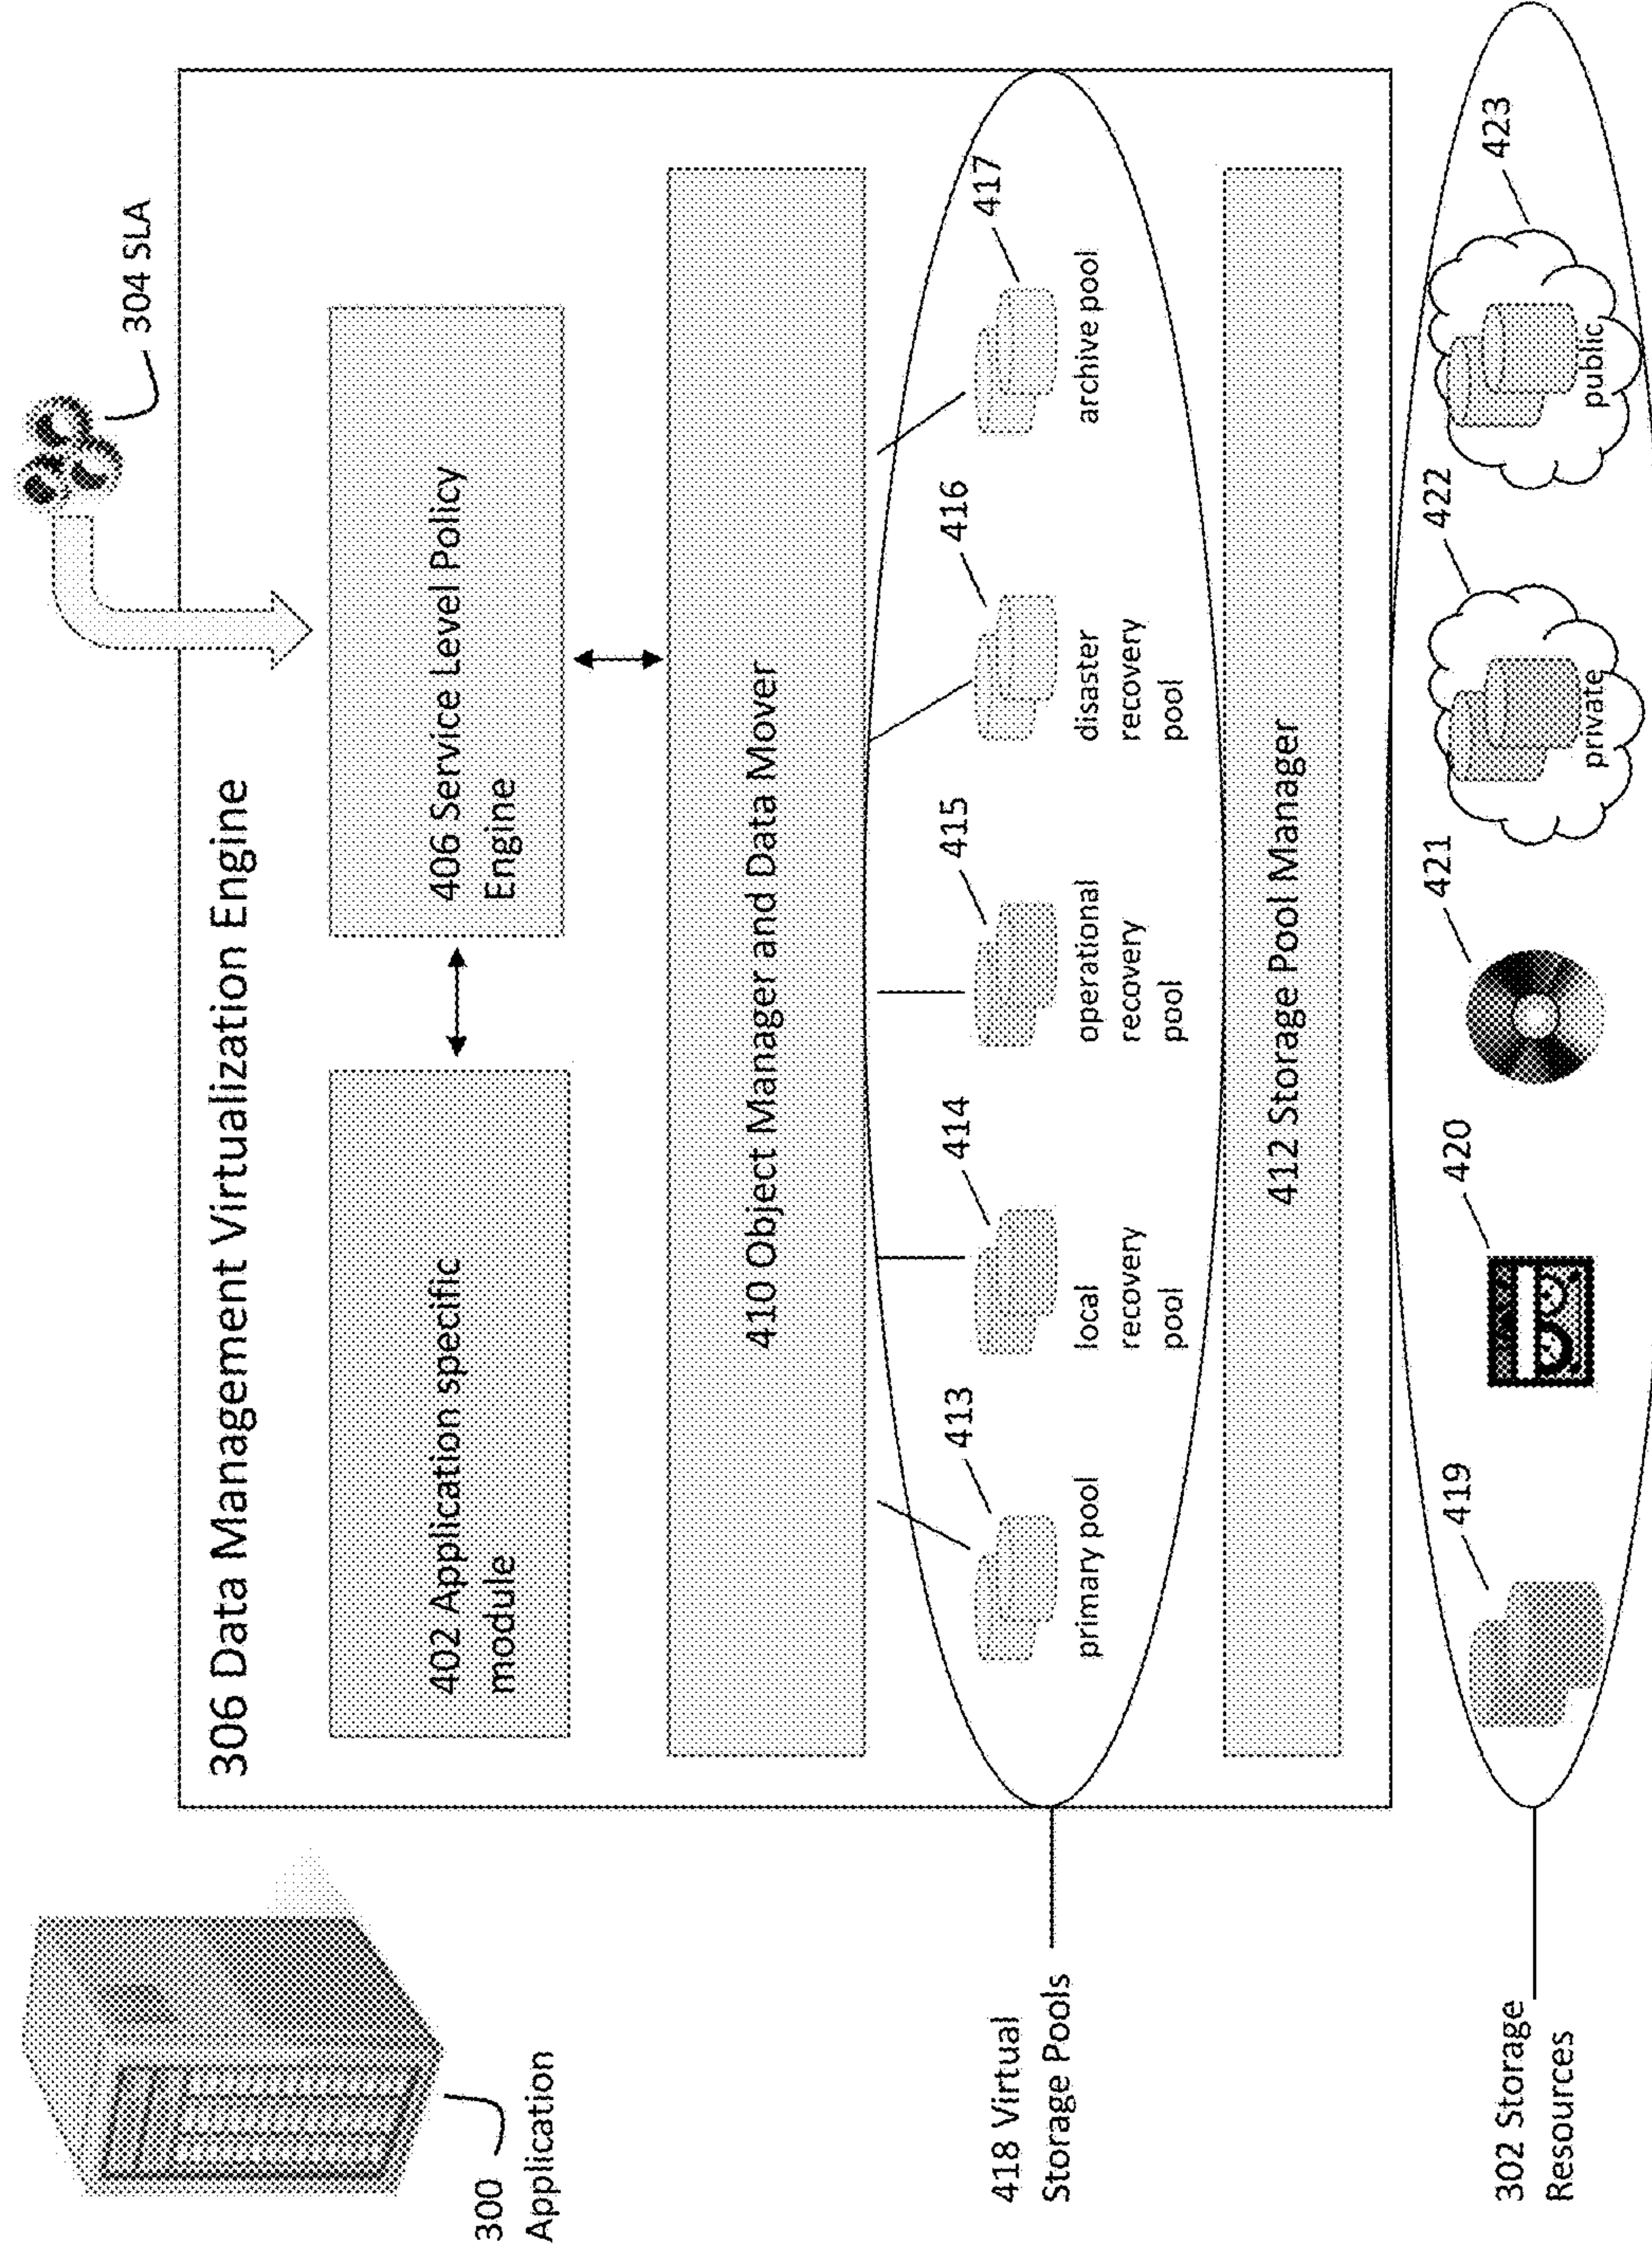 304 SLA
306 Data Management Virtualization Engine
300
Application
402 Application specific
module
406 Service Level Policy
Engine
410 Object Manager and Data Mover
413
414
415
416
417
primary pool
local
recovery
pool
operational
recovery
pool
disaster
recovery
pool
archive pool
418 Virtual
Storage Pools
412 Storage Pool Manager
419
420
421
422
423
private
public
302 Storage
Resources